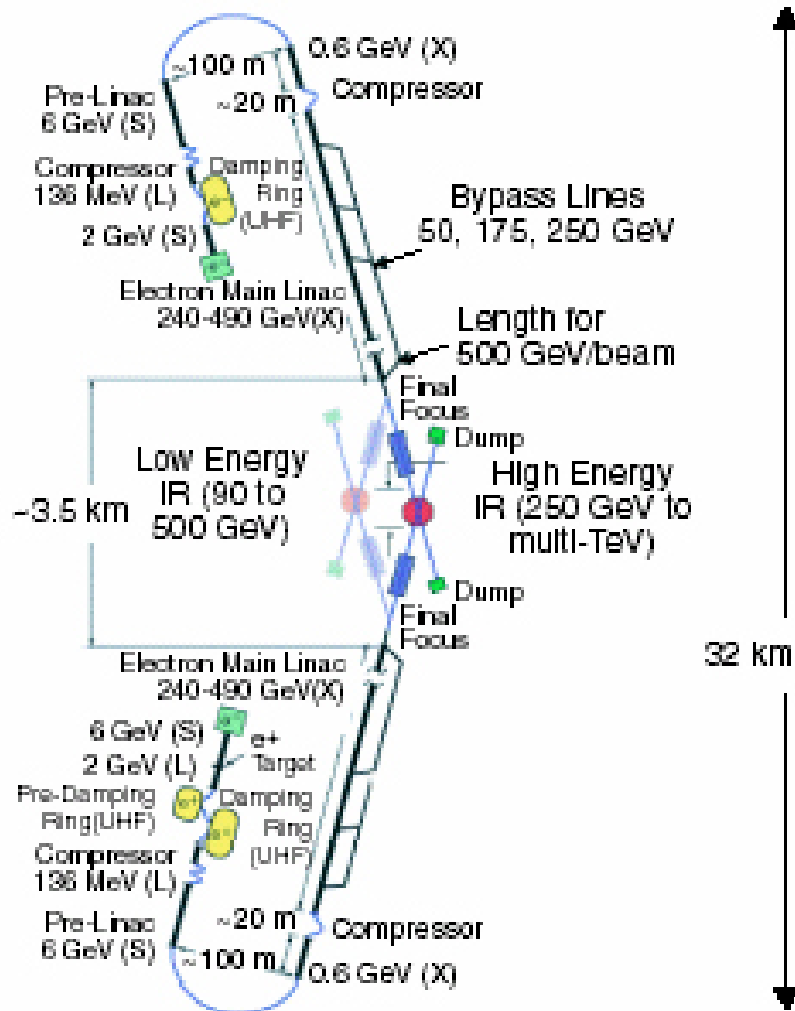 0.6 GeV (X)
~100 m
Compressor
~20 m
Pre-Linac
6 GeV (S)
Compressor
136 MeV (L)
Damping
Ring
(UHF)
2 GeV (S)
Bypass Lines
50, 175, 250 GeV
Electron Main Linac
240-490 GeV(X)
Length for
500 GeV/beam
Final
Focus
Dump
Low Energy
IR (90 to
500 GeV)
High Energy
IR (250 GeV to
multi-TeV)
~3.5 km
Dump
Final
Focus
32 km
Electron Main Linac
240-490 GeV(X)
6 GeV (S)
e+
Target
2 GeV (L)
Pre-Damping
Ring(UHF)
Damping
Ring
(UHF)
Compressor
136 MeV (L)
Pre-Linac
6 GeV (S)
~20 m
Compressor
~100 m
0.6 GeV (X)